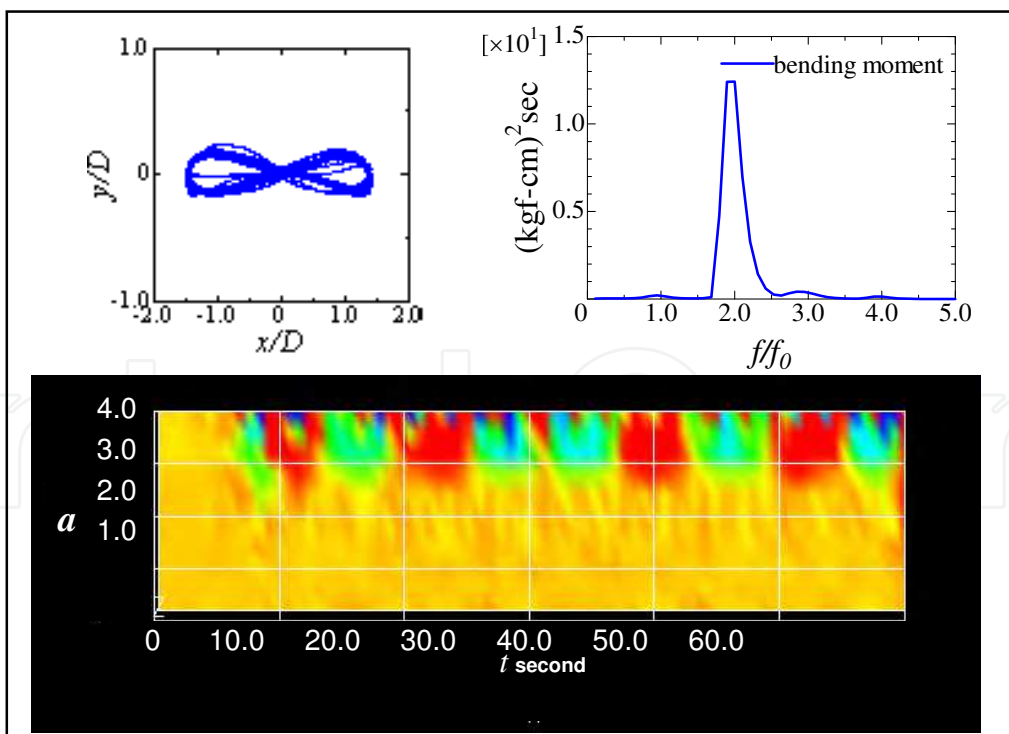 1.0
0
-1.0
-2.0 -1.0 0 1.0 2.0
y/D
x/D
[×10¹] 1.5
1.0
0.5
0 1.0 2.0 3.0 4.0 5.0
bending moment
(kgf-cm)² sec
f/f₀
4.0
3.0
2.0
1.0
a
0 10.0 20.0 30.0 40.0 50.0 60.0
t second